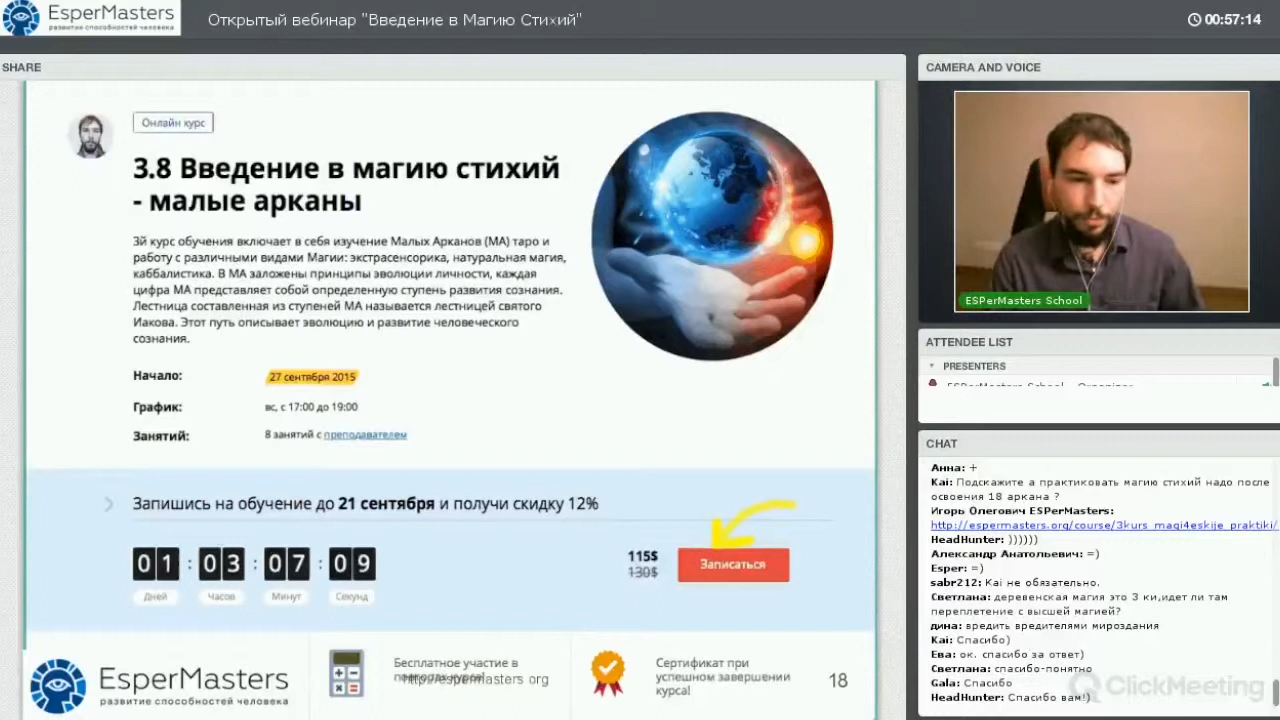 EsperMasters
развитие способностей человека
Открытый вебинар "Введение в Магию Стихий"
00:57:14
SHARE
Онлайн курс
3.8 Введение в магию стихий
- малые арканы
3й курс обучения включает в себя изучение Малых Арканов (МА) таро и
работу с различными видами Магии: экстрасенсорика, натуральная магия,
каббалистика. В МА заложены принципы эволюции личности, каждая
цифра МА представляет собой определенную ступень развития сознания.
Лестница составленная из ступеней МА называется лестницей святого
Иакова. Этот путь описывает эволюцию и развитие человеческого
сознания.
Начало: 27 сентября 2015
График: вс, с 17:00 до 19:00
Занятий: 8 занятий с преподавателем
Запишись на обучение до 21 сентября и получи скидку 12%
01 : 03 : 07 : 09
Дней Часов Минут Секунд
115$
130$
Записаться
EsperMasters
развитие способностей человека
Бесплатное участие в
http://espermasters org
Сертификат при
успешном завершении
курса!
18
CAMERA AND VOICE
ESPerMasters School
ATTENDEE LIST
PRESENTERS
ESPerMasters School - Organizer
CHAT
Анна: +
Kai: Подскажите а практиковать магию стихий надо после
освоения 18 аркана ?
Игорь Олегович ESPerMasters:
http://espermasters.org/course/3kurs_magi4eskije_praktiki/
HeadHunter: ))))))
Александр Анатольевич: =)
Esper: =)
sabr212: Kai не обязательно.
Светлана: деревенская магия это 3 ки,идет ли там
переплетение с высшей магией?
дина: вредить вредителями мироздания
Kai: Спасибо)
Ева: ок. спасибо за ответ)
Светлана: спасибо-понятно
Gala: Спасибо
HeadHunter: Спасибо вам!)
ClickMeeting